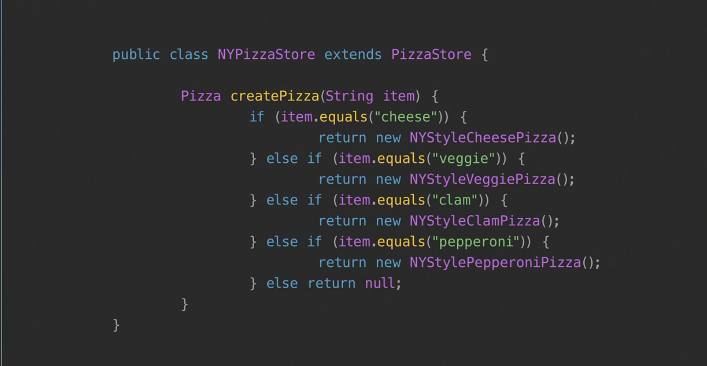 public class NYPizzaStore extends PizzaStore {
Pizza createPizza(String item) {
if (item.equals("cheese")) {
return new NYStyleCheesePizza();
} else if (item.equals("veggie")) {
return new NYStyleVeggiePizza();
} else if (item.equals("clam")) {
return new NYStyleClamPizza();
} else if (item.equals("pepperoni")) {
return new NYStylePepperoniPizza();
} else return null;
}
}